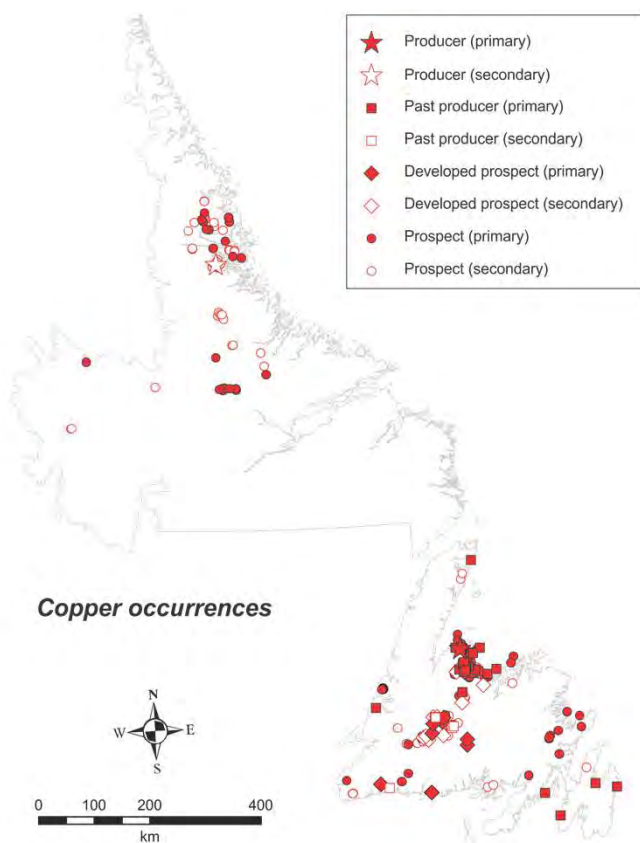 Producer (primary)
Producer (secondary)
Past producer (primary)
Past producer (secondary)
Developed prospect (primary)
Developed prospect (secondary)
Prospect (primary)
Prospect (secondary)
Copper occurrences
N
W E
S
0 100 200 400
km